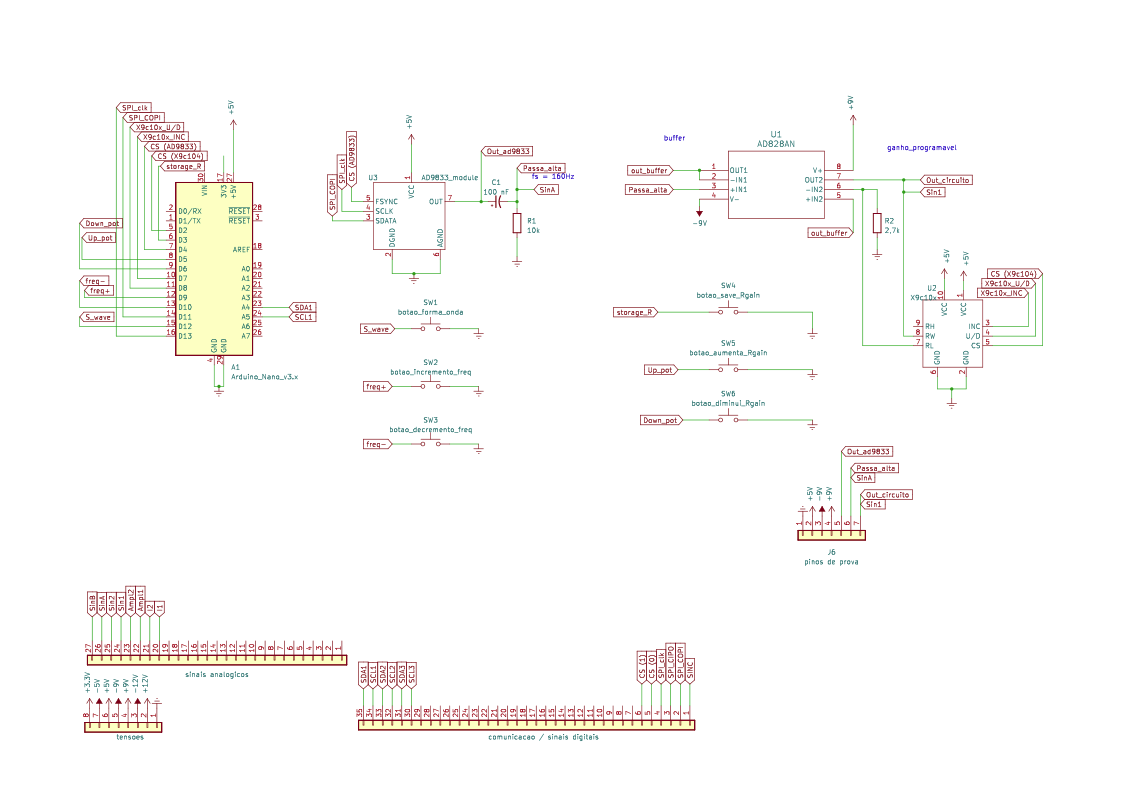 SPI_clk
SPI_COPI
X9c10x_U/D
X9c10x_INC
CS (AD9833)
CS (X9c104)
storage_R
+5V
30
17
27
VIN
3V3
+5V
2
D0/RX
1
D1/TX
5
D2
6
D3
7
D4
8
D5
9
D6
10
D7
11
D8
12
D9
13
D10
14
D11
15
D12
16
D13
RESET
28
RESET
3
AREF
18
A0
19
A1
20
A2
21
A3
22
A4
23
A5
24
A6
25
A7
26
GND
GND
4
29
A1
Arduino_Nano_v3.x
Down_pot
Up_pot
freq-
freq+
S_wave
SDA1
SCL1
SPI_COPI
SPI_clk
CS (AD9833)
+5V
U3
AD9833_module
1
VCC
5
FSYNC
4
SCLK
3
SDATA
OUT
7
DGND
AGND
2
6
Out_ad9833
C1
100 nF
Passa_alta
fs = 160Hz
SinA
R1
10k
SW1
botao_forma_onda
S_wave
SW2
botao_incremento_freq
freq+
SW3
botao_decremento_freq
freq-
buffer
U1
AD828AN
out_buffer
Passa_alta
1
OUT1
2
-IN1
3
+IN1
4
V-
-9V
V+
8
OUT2
7
-IN2
6
+IN2
5
+9V
ganho_programavel
Out_circuito
Sin1
R2
2,7k
out_buffer
CS (X9c104)
X9c10x_U/D
X9c10x_INC
+5V
+5V
U2
X9c10x
10
1
VCC
VCC
9
RH
8
RW
7
RL
INC
3
U/D
4
CS
5
GND
GND
6
2
SW4
botao_save_Rgain
storage_R
SW5
botao_aumenta_Rgain
Up_pot
SW6
botao_diminui_Rgain
Down_pot
Out_ad9833
Passa_alta
SinA
Out_circuito
Sin1
+5V
-9V
+9V
1
2
3
4
5
6
7
J6
pinos de prova
SinB
SinA
Sin2
Sin1
Ampl2
Ampl1
I2
I1
27
26
25
24
23
22
21
20
19
18
17
16
15
14
13
12
11
10
9
8
7
6
5
4
3
2
1
sinais analogicos
+3.3V
-5V
+5V
-9V
+9V
-12V
+12V
8
7
6
5
4
3
2
1
tensoes
SDA1
SCL1
SDA2
SCL2
SDA3
SCL3
CS (1)
CS (0)
SPI_clk
SPI_CIPO
SPI_COPI
SINC
35
34
33
32
31
30
29
28
27
26
25
24
23
22
21
20
19
18
17
16
15
14
13
12
11
10
9
8
7
6
5
4
3
2
1
comunicacao / sinais digitais